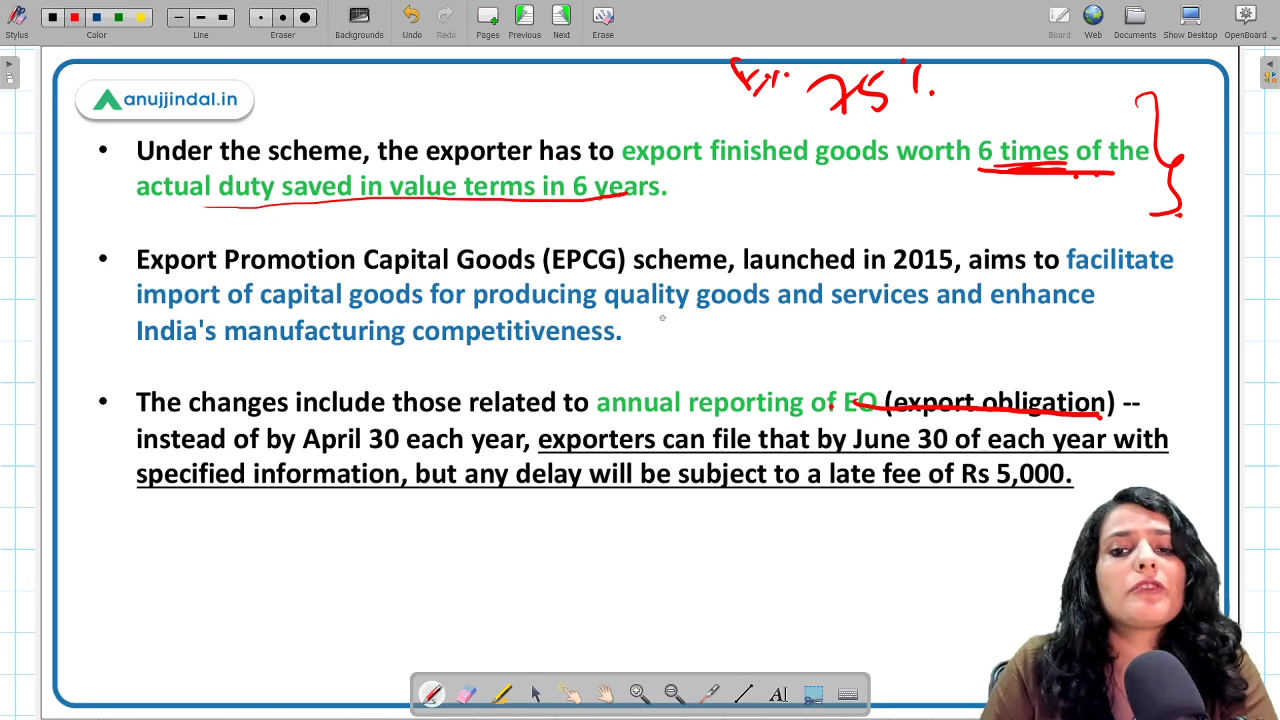 Stylus
Color
Line
Eraser
Backgrounds
Undo
Redo
Pages
Previous
Next
Erase
Board
Web
Documents
Show Desktop
OpenBoard
75 %.
anujjindal.in
• Under the scheme, the exporter has to export finished goods worth 6 times of the
actual duty saved in value terms in 6 years.
• Export Promotion Capital Goods (EPCG) scheme, launched in 2015, aims to facilitate
import of capital goods for producing quality goods and services and enhance
India's manufacturing competitiveness.
• The changes include those related to annual reporting of EO (export obligation) --
instead of by April 30 each year, exporters can file that by June 30 of each year with
specified information, but any delay will be subject to a late fee of Rs 5,000.